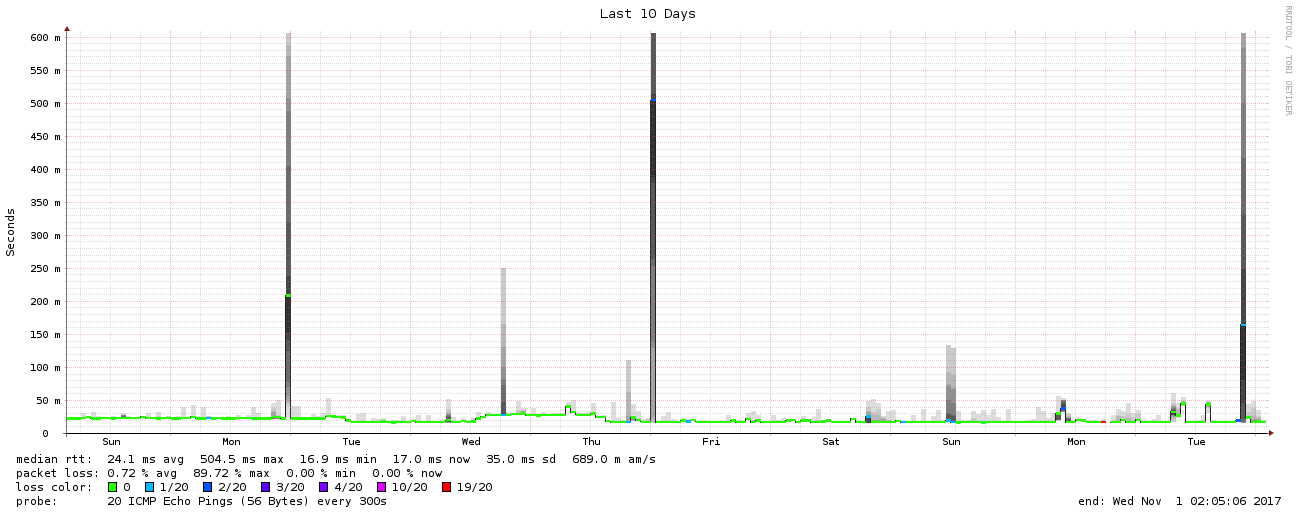 Last 10 Days
RRDTOOL / TOBI OETIKER
Seconds
600 m
550 m
500 m
450 m
400 m
350 m
300 m
250 m
200 m
150 m
100 m
50 m
0
Sun Mon Tue Wed Thu Fri Sat Sun Mon Tue
median rtt: 24.1 ms avg 504.5 ms max 16.9 ms min 17.0 ms now 35.0 ms sd 689.0 m am/s
packet loss: 0.72 % avg 89.72 % max 0.00 % min 0.00 % now
loss color: 0 1/20 2/20 3/20 4/20 10/20 19/20
probe: 20 ICMP Echo Pings (56 Bytes) every 300s end: Wed Nov 1 02:05:06 2017